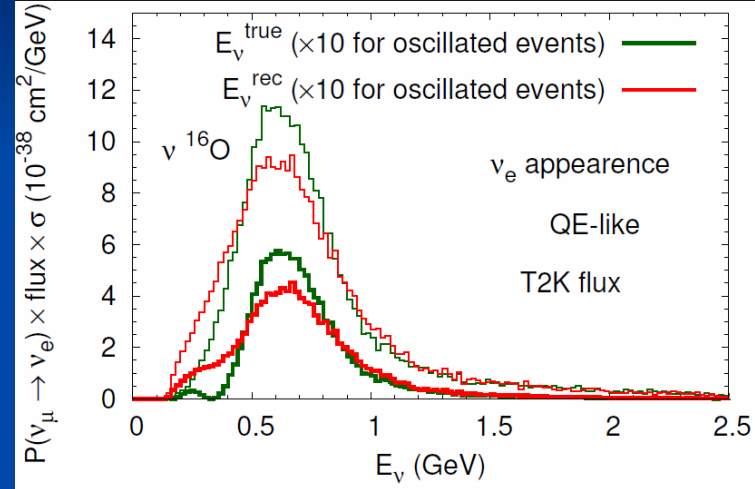 E_ν^true (×10 for oscillated events)
E_ν^rec (×10 for oscillated events)
ν ¹⁶O
ν_e appearence
QE-like
T2K flux
P(ν_μ → ν_e) × flux × σ (10⁻³⁸ cm²/GeV)
14
12
10
8
6
4
2
0
0 0.5 1 1.5 2 2.5
E_ν (GeV)